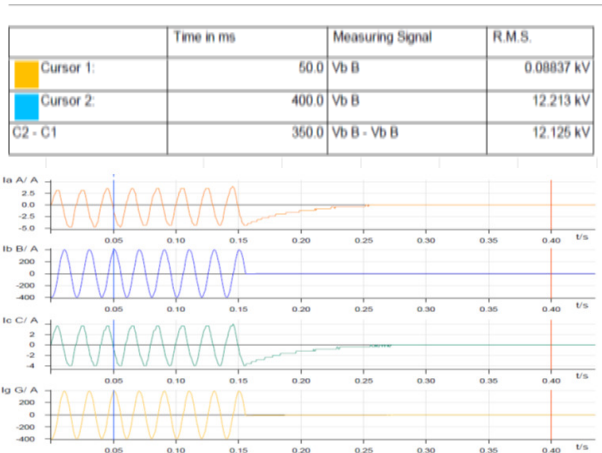 Time in ms Measuring Signal R.M.S.
Cursor 1: 50.0 Vb B 0.08837 kV
Cursor 2: 400.0 Vb B 12.213 kV
C2 - C1 350.0 Vb B - Vb B 12.125 kV
Ia A/ A
2.5
0.0
-2.5
-5.0
0.05 0.10 0.15 0.20 0.25 0.30 0.35 0.40 t/s
Ib B/ A
200
0
-200
-400
0.05 0.10 0.15 0.20 0.25 0.30 0.35 0.40 t/s
Ic C/ A
2
0
-2
-4
0.05 0.10 0.15 0.20 0.25 0.30 0.35 0.40 t/s
Ig G/ A
200
0
-200
-400
0.05 0.10 0.15 0.20 0.25 0.30 0.35 0.40 t/s